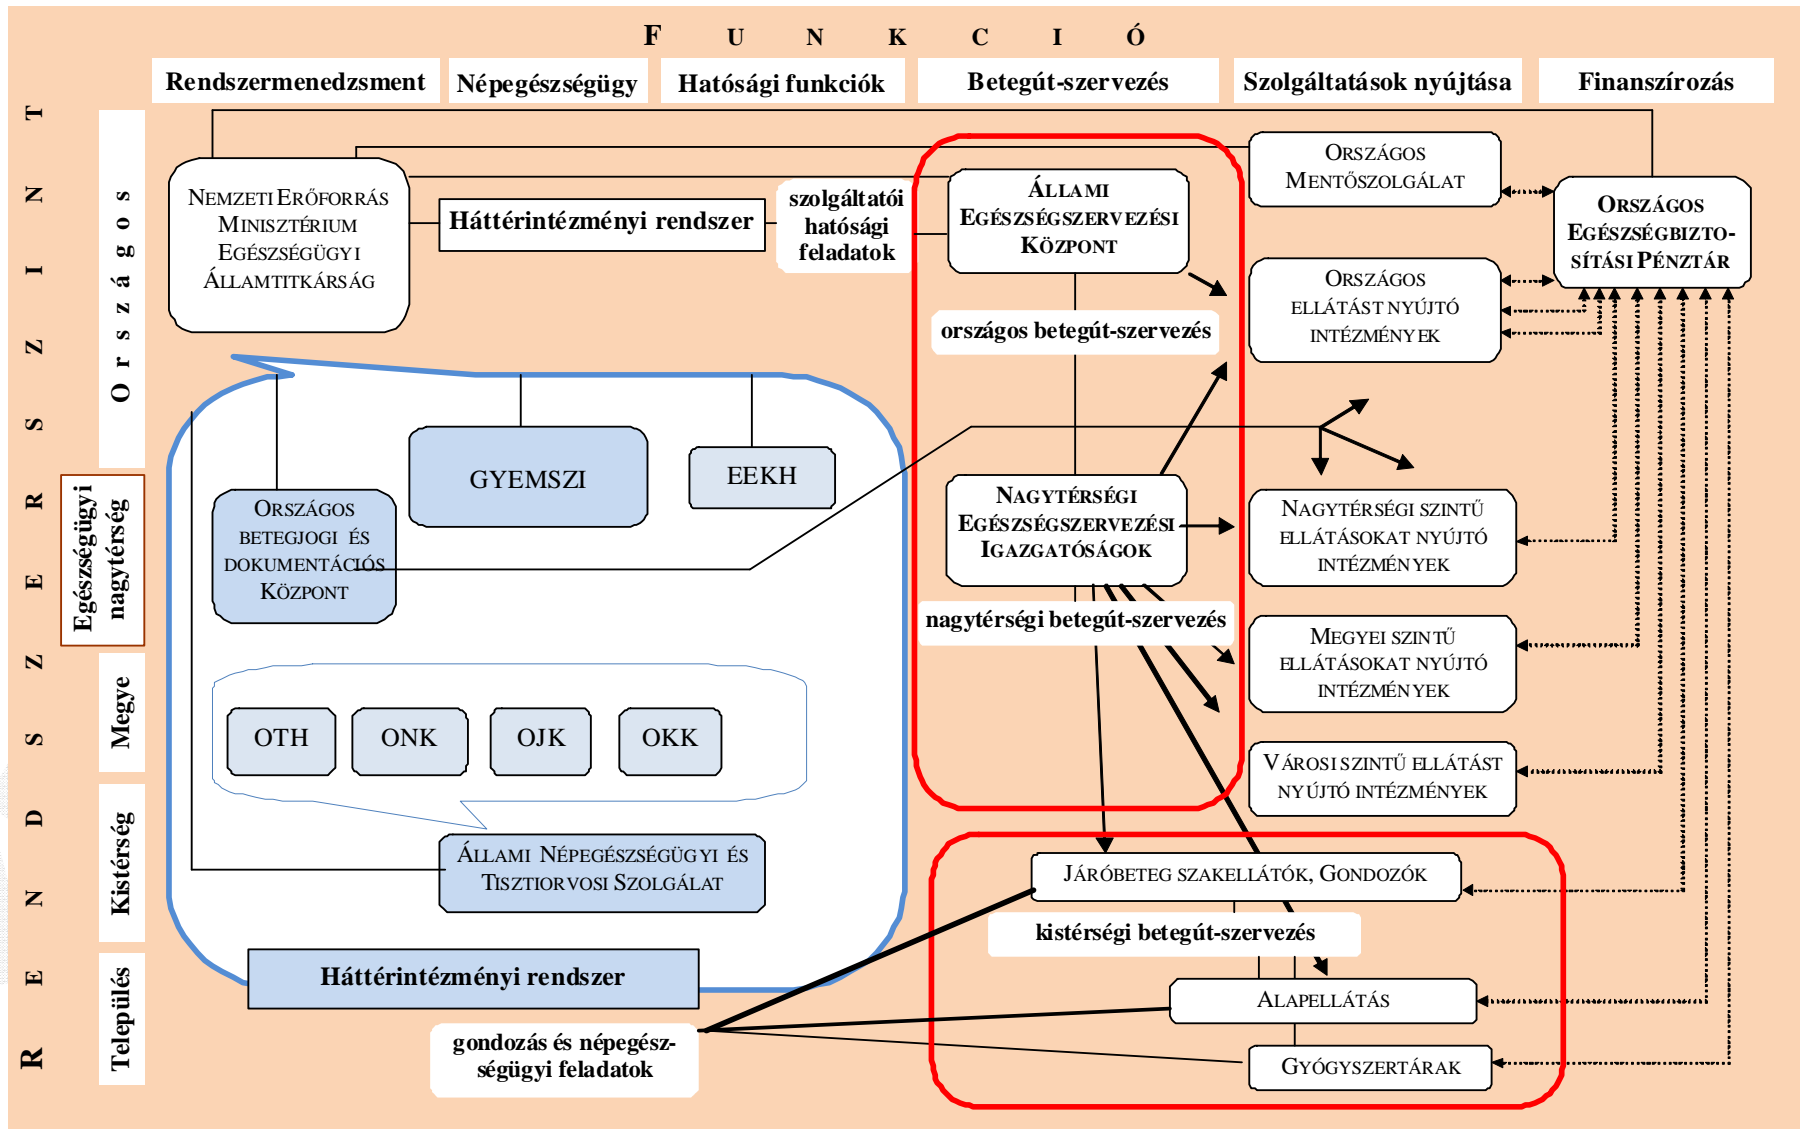 F U N K C I Ó
Rendszermenedzsment
Népegészségügy
Hatósági funkciók
Betegút-szervezés
Szolgáltatások nyújtása
Finanszírozás
R E N D S Z E R S Z I N T
Országos
Egészségügyi
nagytérség
Megye
Kistérség
Település
NEMZETI ERŐFORRÁS
MINISZTÉRIUM
EGÉSZSÉGÜGYI
ÁLLAMTITKÁRSÁG
Háttérintézményi rendszer
szolgáltatói
hatósági
feladatok
ÁLLAMI
EGÉSZSÉGSZERVEZÉSI
KÖZPONT
országos betegút-szervezés
ORSZÁGOS
MENTŐSZOLGÁLAT
ORSZÁGOS
EGÉSZSÉGBIZTO-
SÍTÁSI PÉNZTÁR
ORSZÁGOS
ELLÁTÁST NYÚJTÓ
INTÉZMÉNYEK
GYEMSZI
EEKH
ORSZÁGOS
BETEGJOGI ÉS
DOKUMENTÁCIÓS
KÖZPONT
NAGYTÉRSÉGI
EGÉSZSÉGSZERVEZÉSI
IGAZGATÓSÁGOK
nagytérségi betegút-szervezés
NAGYTÉRSÉGI SZINTŰ
ELLÁTÁSOKAT NYÚJTÓ
INTÉZMÉNYEK
MEGYEI SZINTŰ
ELLÁTÁSOKAT NYÚJTÓ
INTÉZMÉNYEK
OTH
ONK
OJK
OKK
VÁROSI SZINTŰ ELLÁTÁST
NYÚJTÓ INTÉZMÉNYEK
ÁLLAMI NÉPEGÉSZSÉGÜGYI ÉS
TISZTIORVOSI SZOLGÁLAT
JÁRÓBETEG SZAKELLÁTÓK, GONDOZÓK
kistérségi betegút-szervezés
Háttérintézményi rendszer
ALAPELLÁTÁS
gondozás és népegész-
ségügyi feladatok
GYÓGYSZERTÁRAK